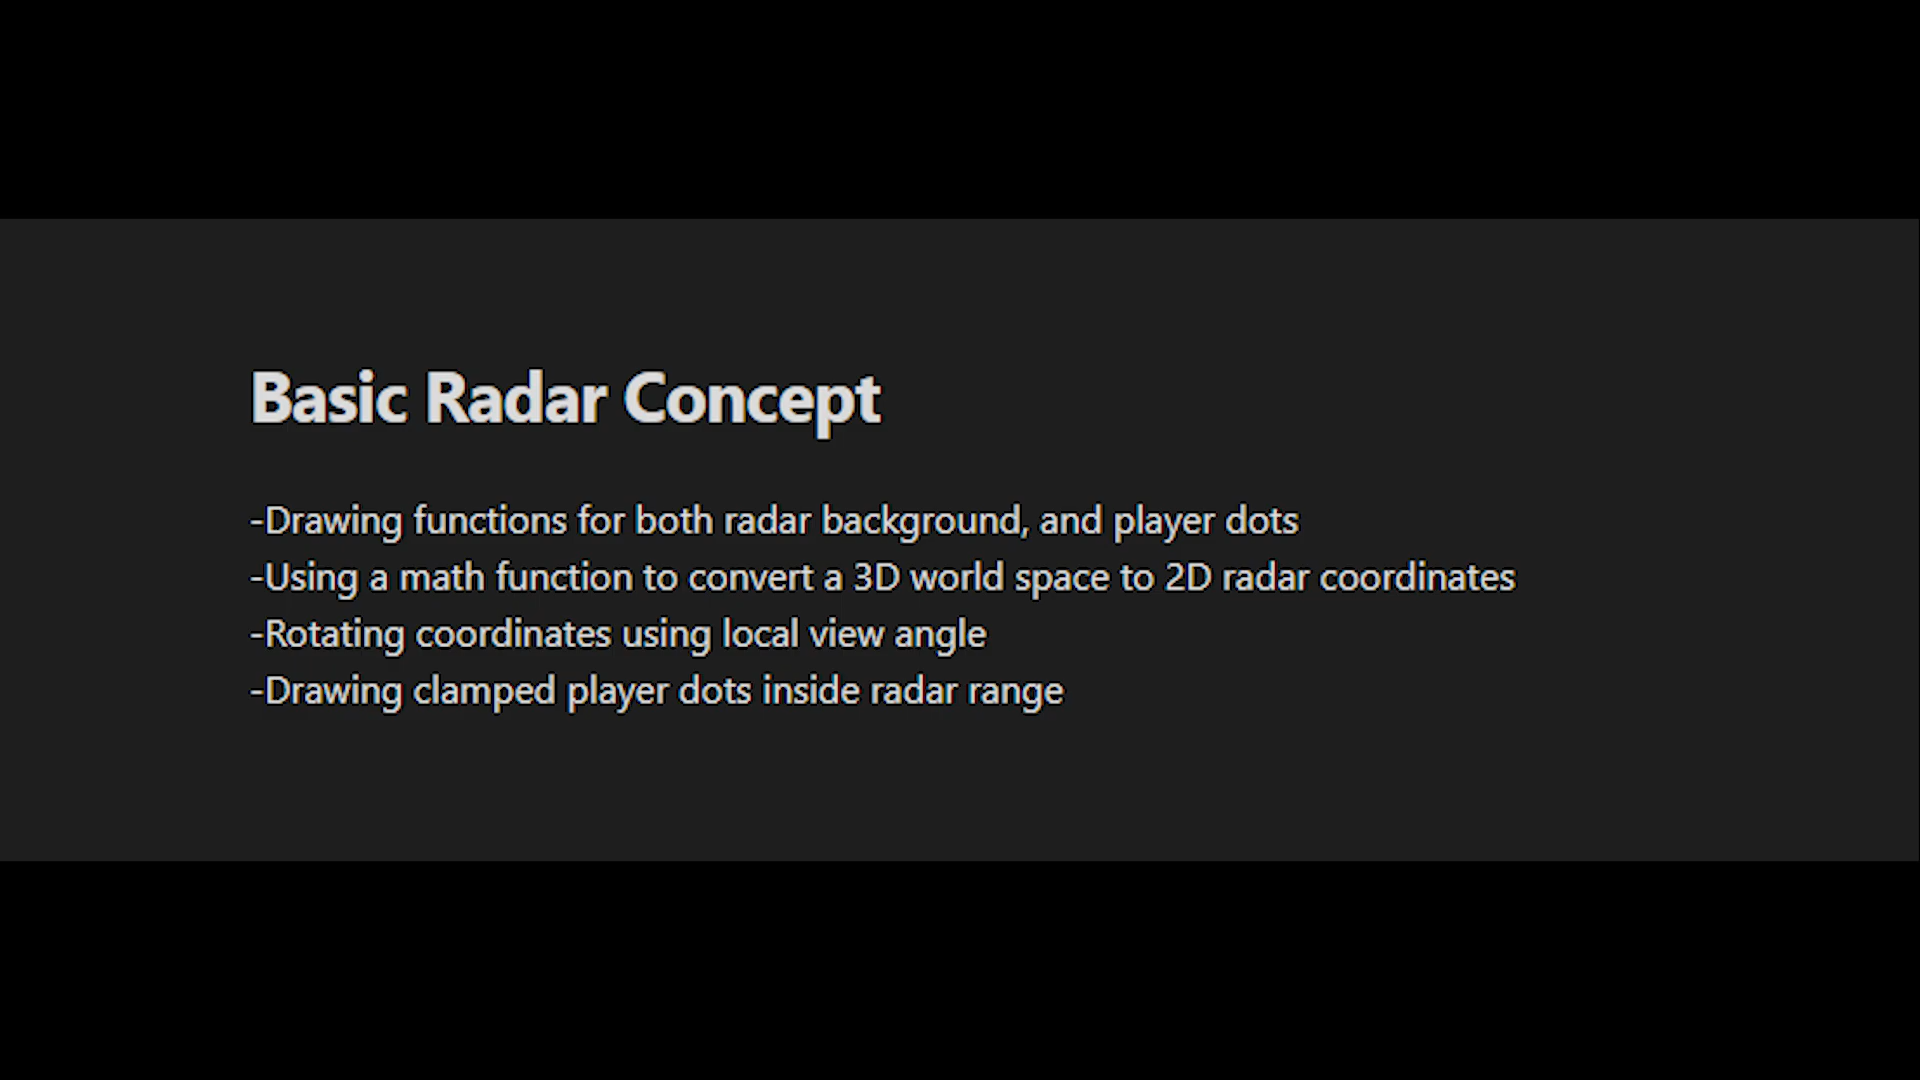 Basic Radar Concept
-Drawing functions for both radar background, and player dots
-Using a math function to convert a 3D world space to 2D radar coordinates
-Rotating coordinates using local view angle
-Drawing clamped player dots inside radar range